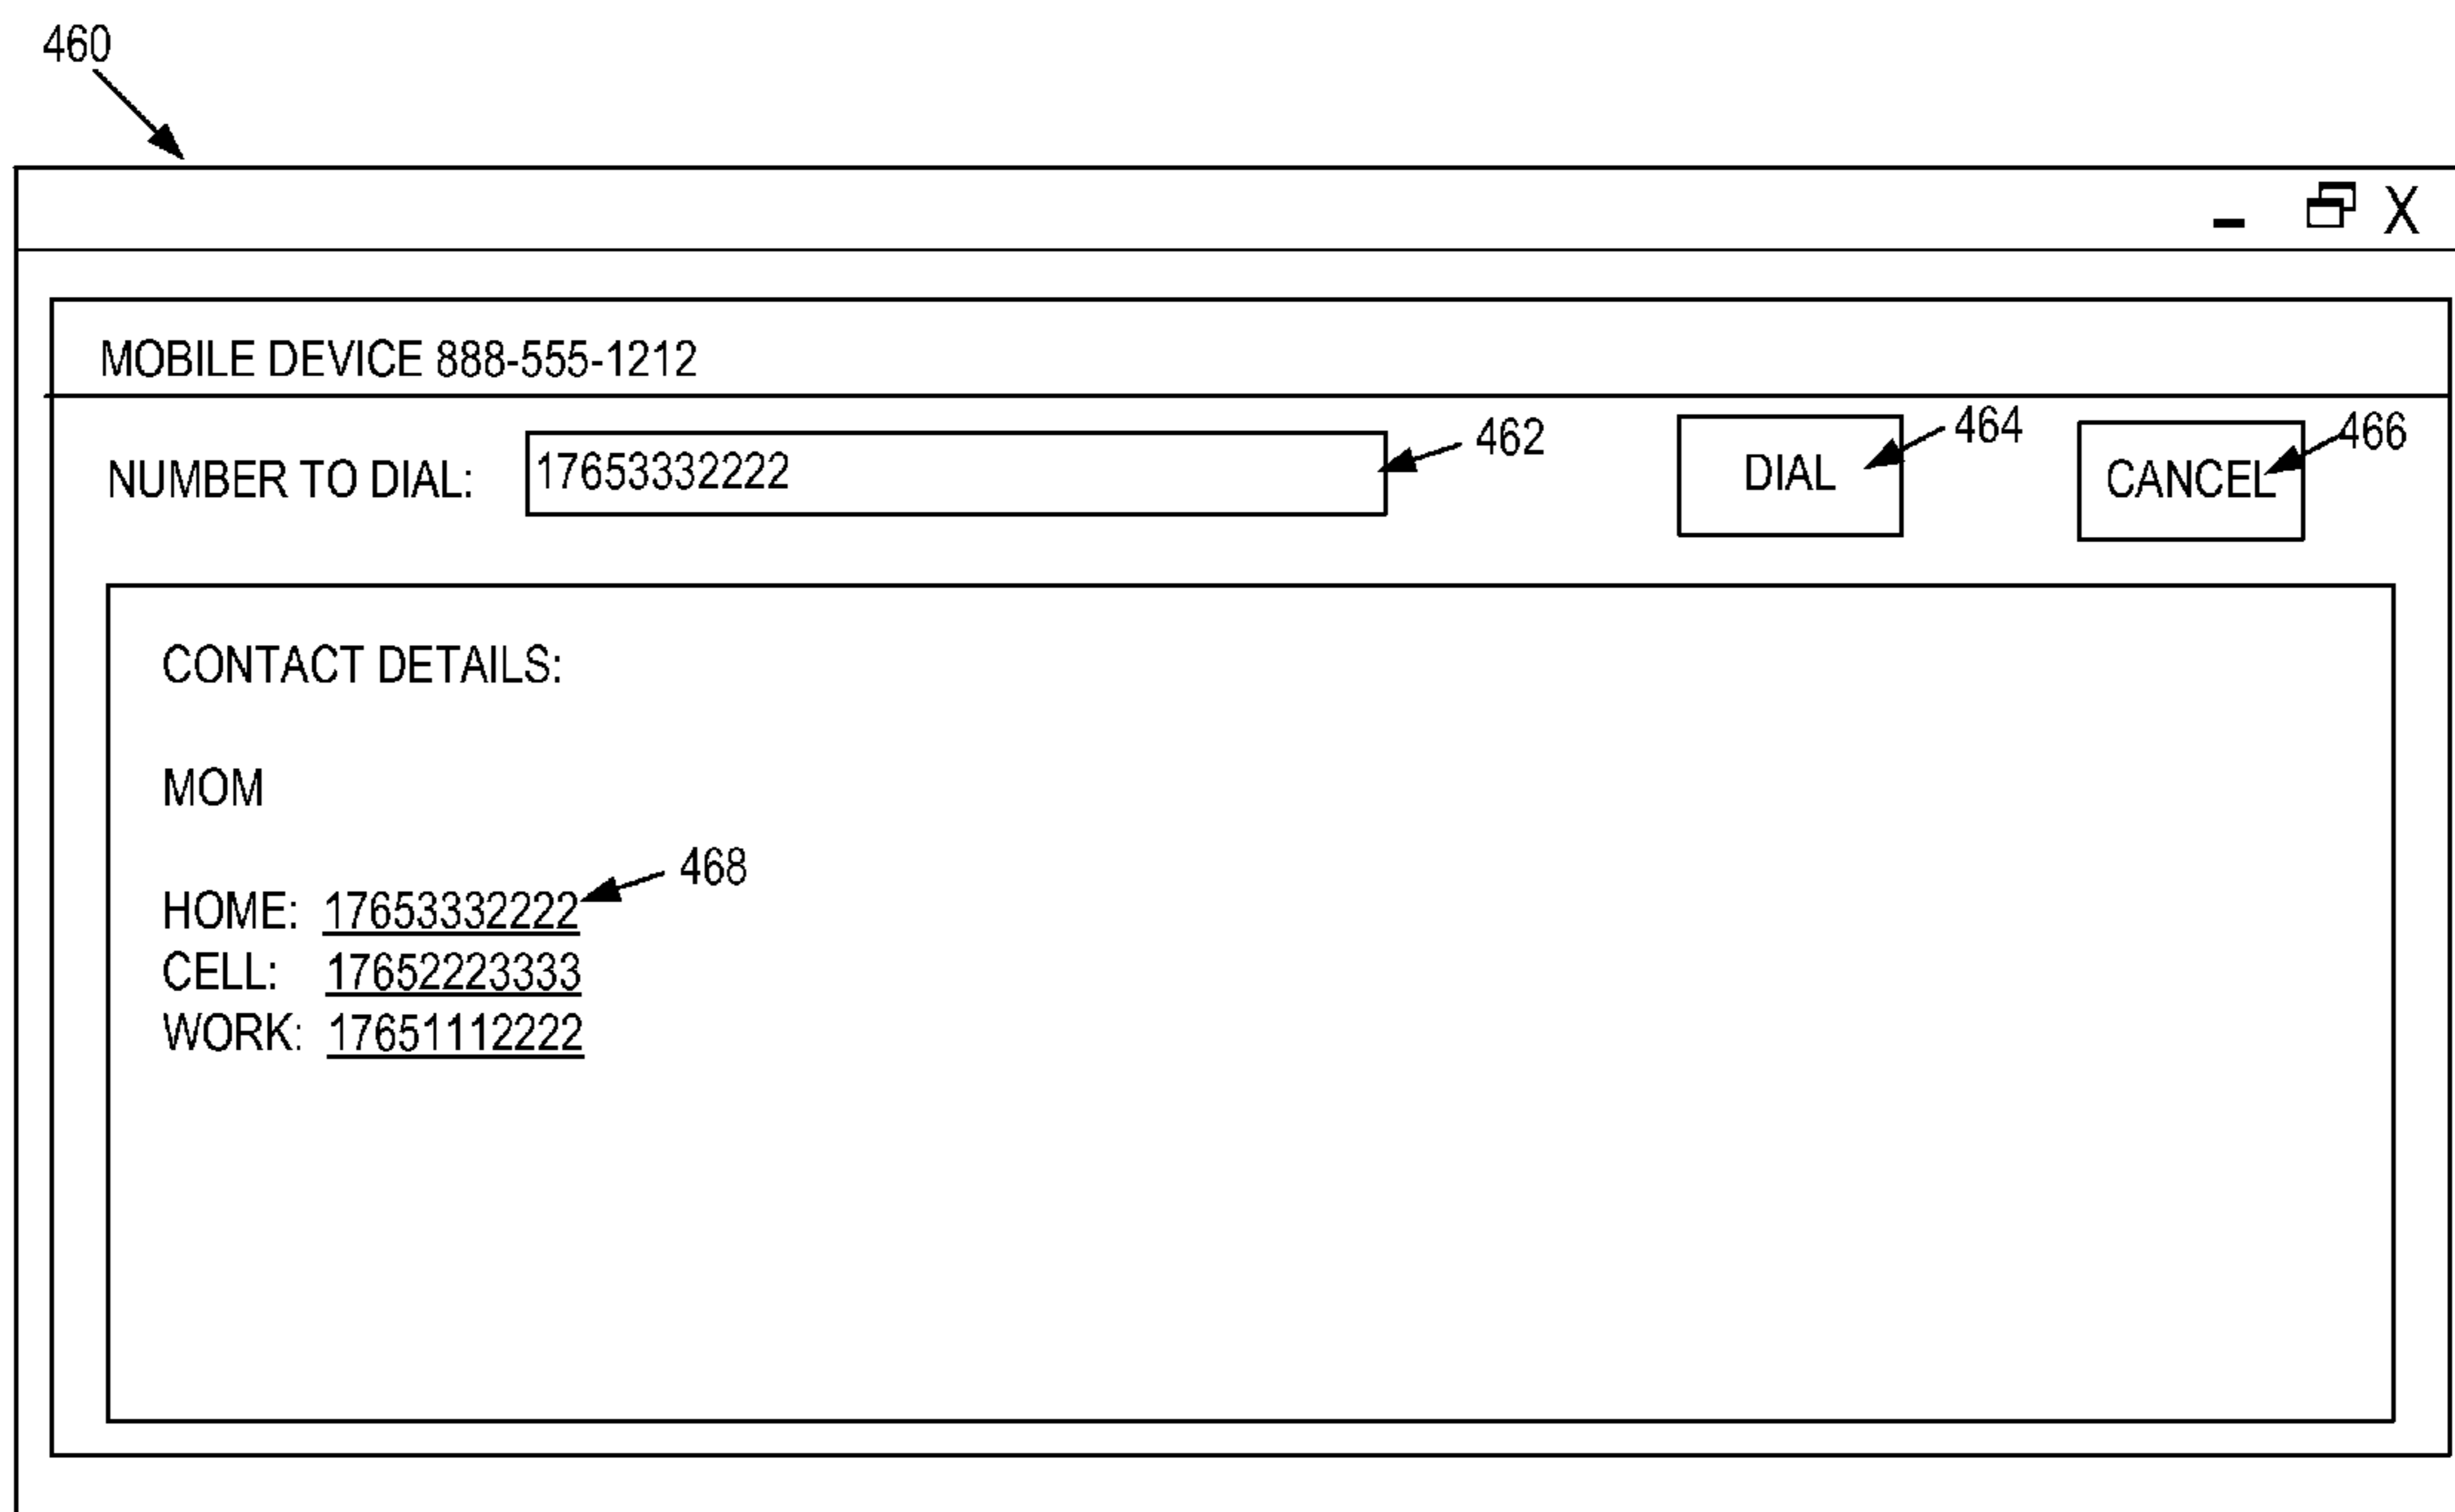 460
X
MOBILE DEVICE 888-555-1212
NUMBER TO DIAL: 17653332222 462 DIAL 464 CANCEL 466
CONTACT DETAILS:
MOM
468
HOME: 17653332222
CELL: 17652223333
WORK: 17651112222